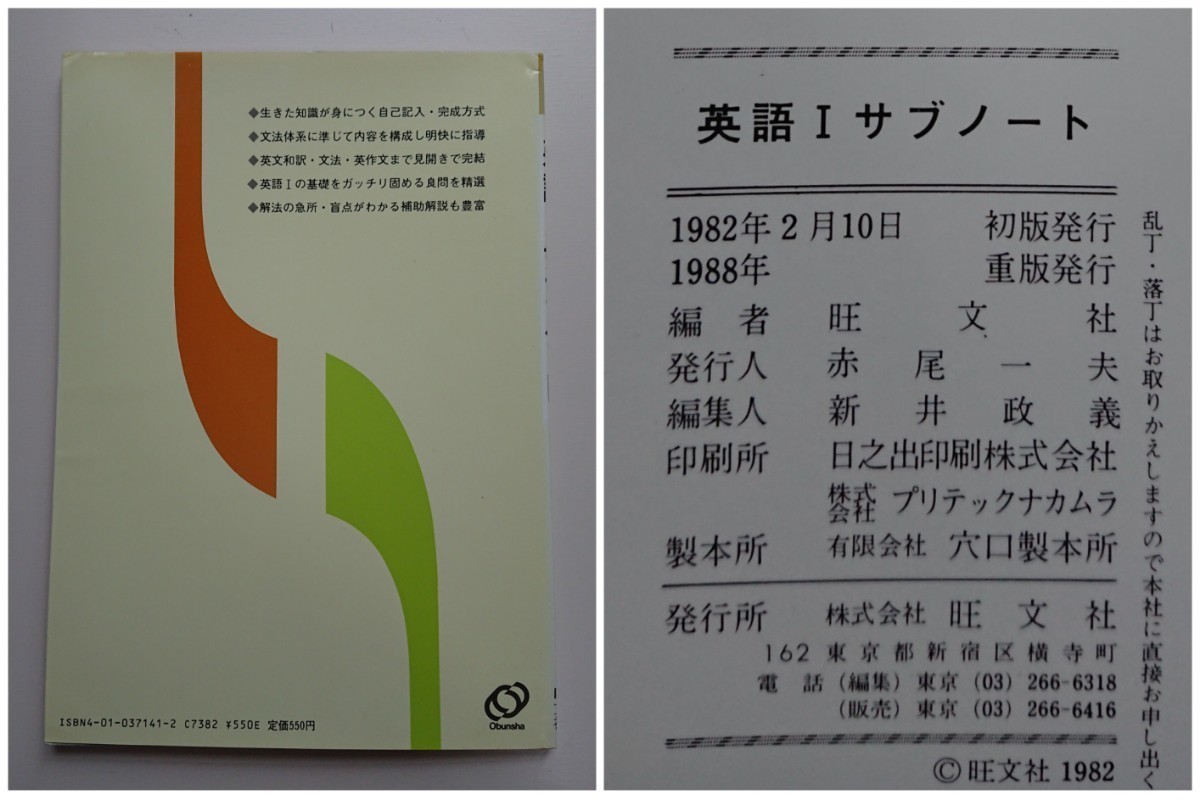 ◆生きた知識が身につく自己記入・完成方式
◆文法体系に準じて内容を構成し明快に指導
◆英文和訳・文法・英作文まで見開きで完結
◆英語Ⅰの基礎をガッチリ固める良問を精選
◆解法の急所・盲点がわかる補助解説も豊富
Obunsha
ISBN4-01-037141-2 C7382 ¥550E 定価550円
英語Ⅰサブノート
1982年2月10日 初版発行
1988年 重版発行
編者 旺文社
発行人 赤尾一夫
編集人 新井政義
印刷所 日之出印刷株式会社
株式会社 プリテックナカムラ
製本所 有限会社 穴口製本所
発行所 株式会社 旺文社
162 東京都新宿区横寺町
電話(編集)東京(03)266-6318
(販売)東京(03)266-6416
Ⓒ旺文社 1982
乱丁・落丁はお取りかえしますので本社に直接お申し出く